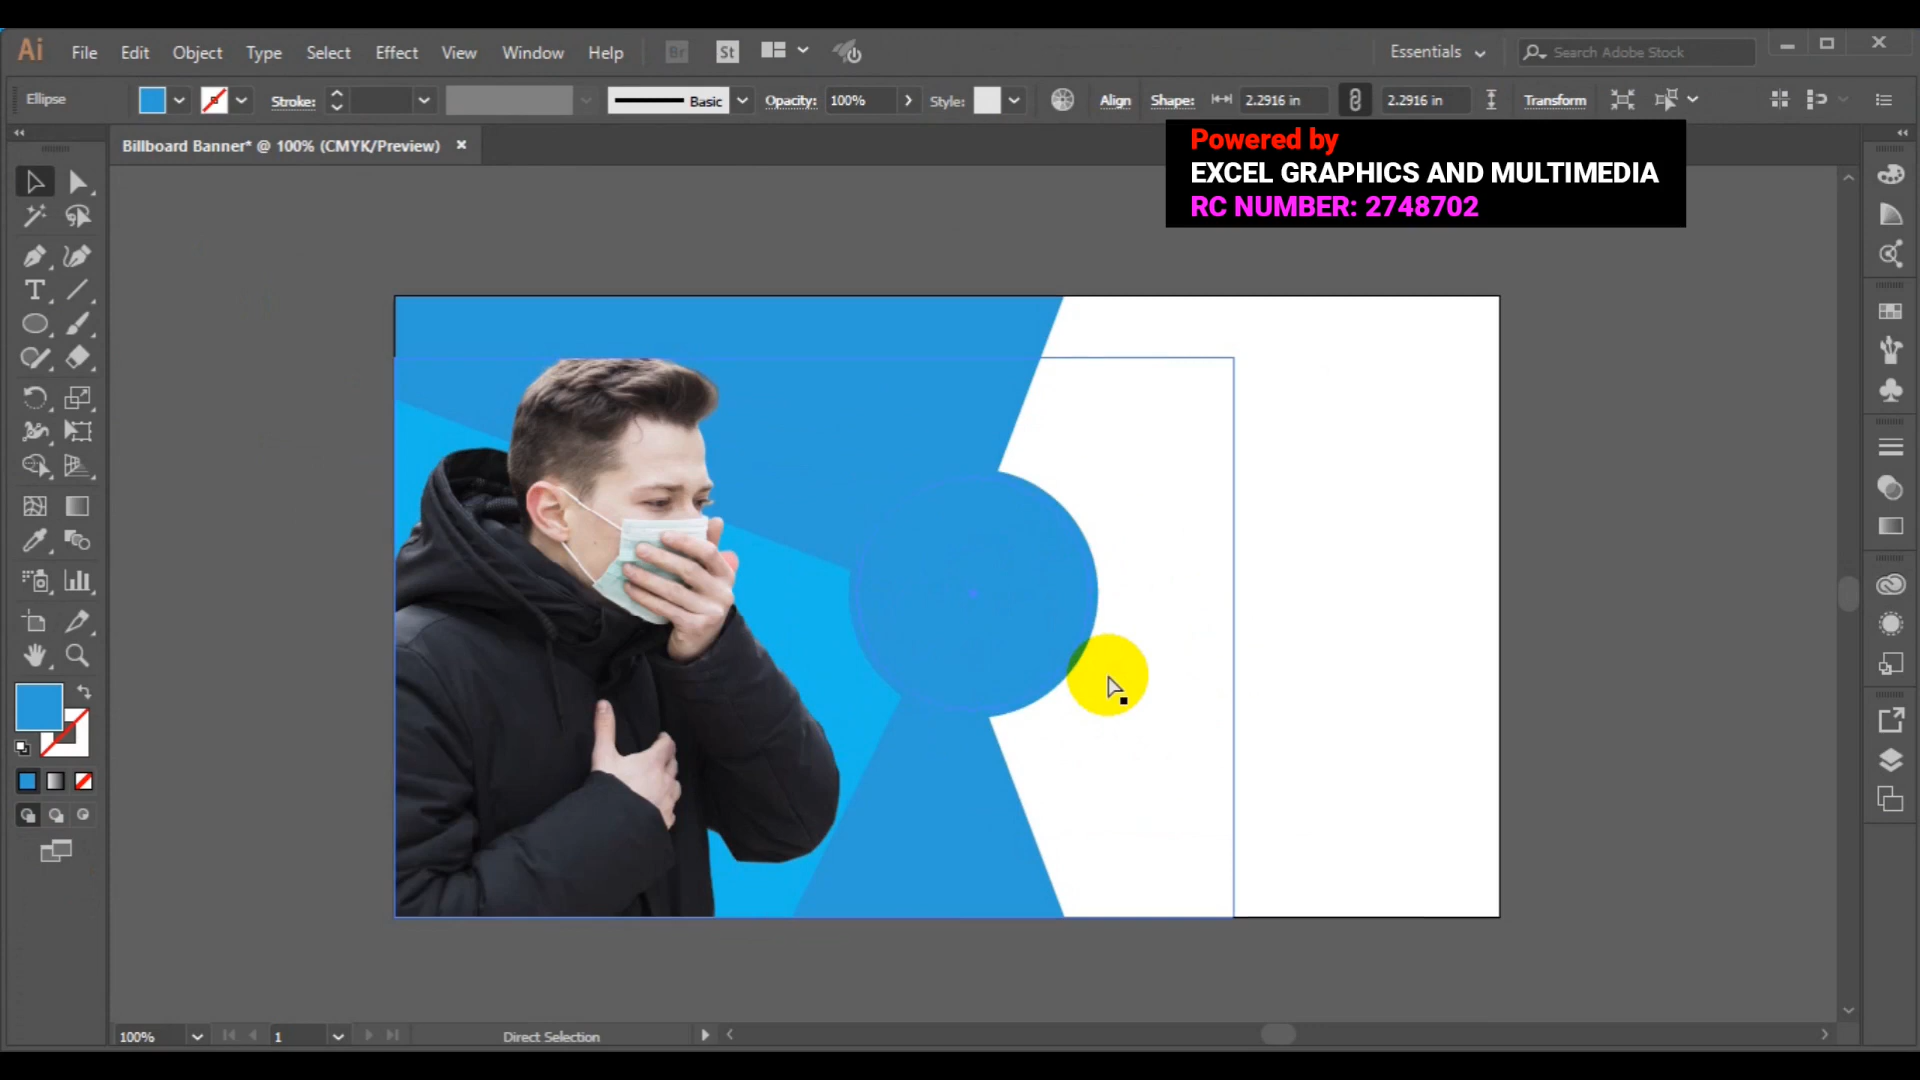 Ai File Edit Object Type Select Effect View Window Help Br St Essentials Search Adobe Stock
Ellipse Stroke: Basic Opacity: 100% Style: Align Shape: 2.2916 in 2.2916 in Transform
Billboard Banner* @ 100% (CMYK/Preview)
Powered by
EXCEL GRAPHICS AND MULTIMEDIA
RC NUMBER: 2748702
100% 1 Direct Selection